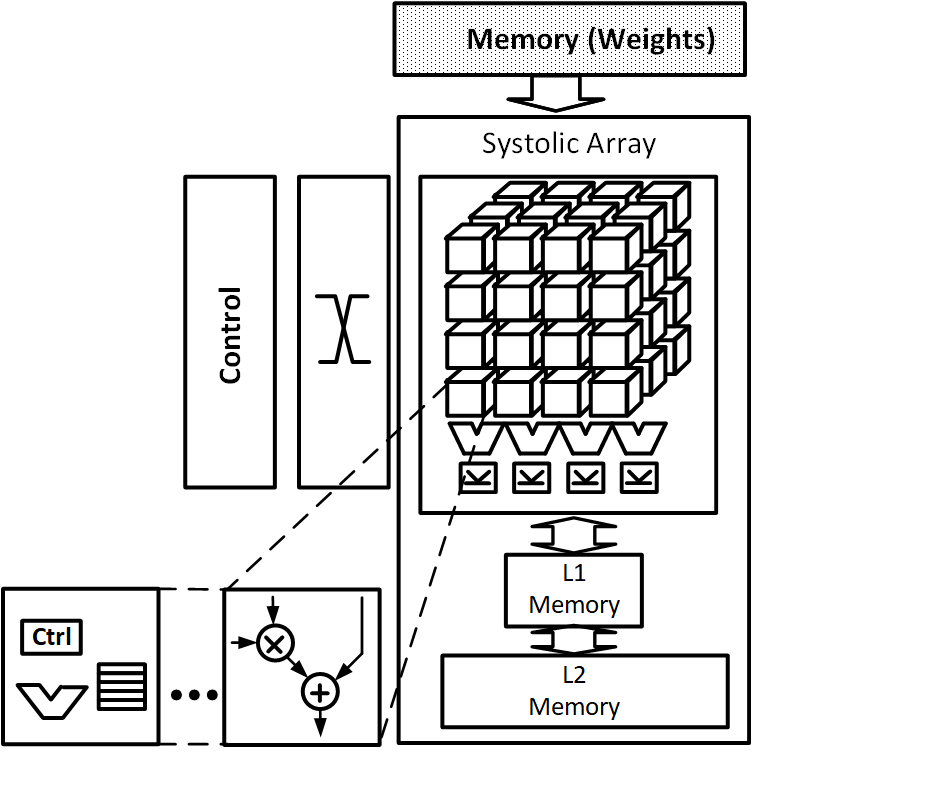 Memory (Weights)
Systolic Array
Control
L1
Memory
Ctrl
L2
Memory